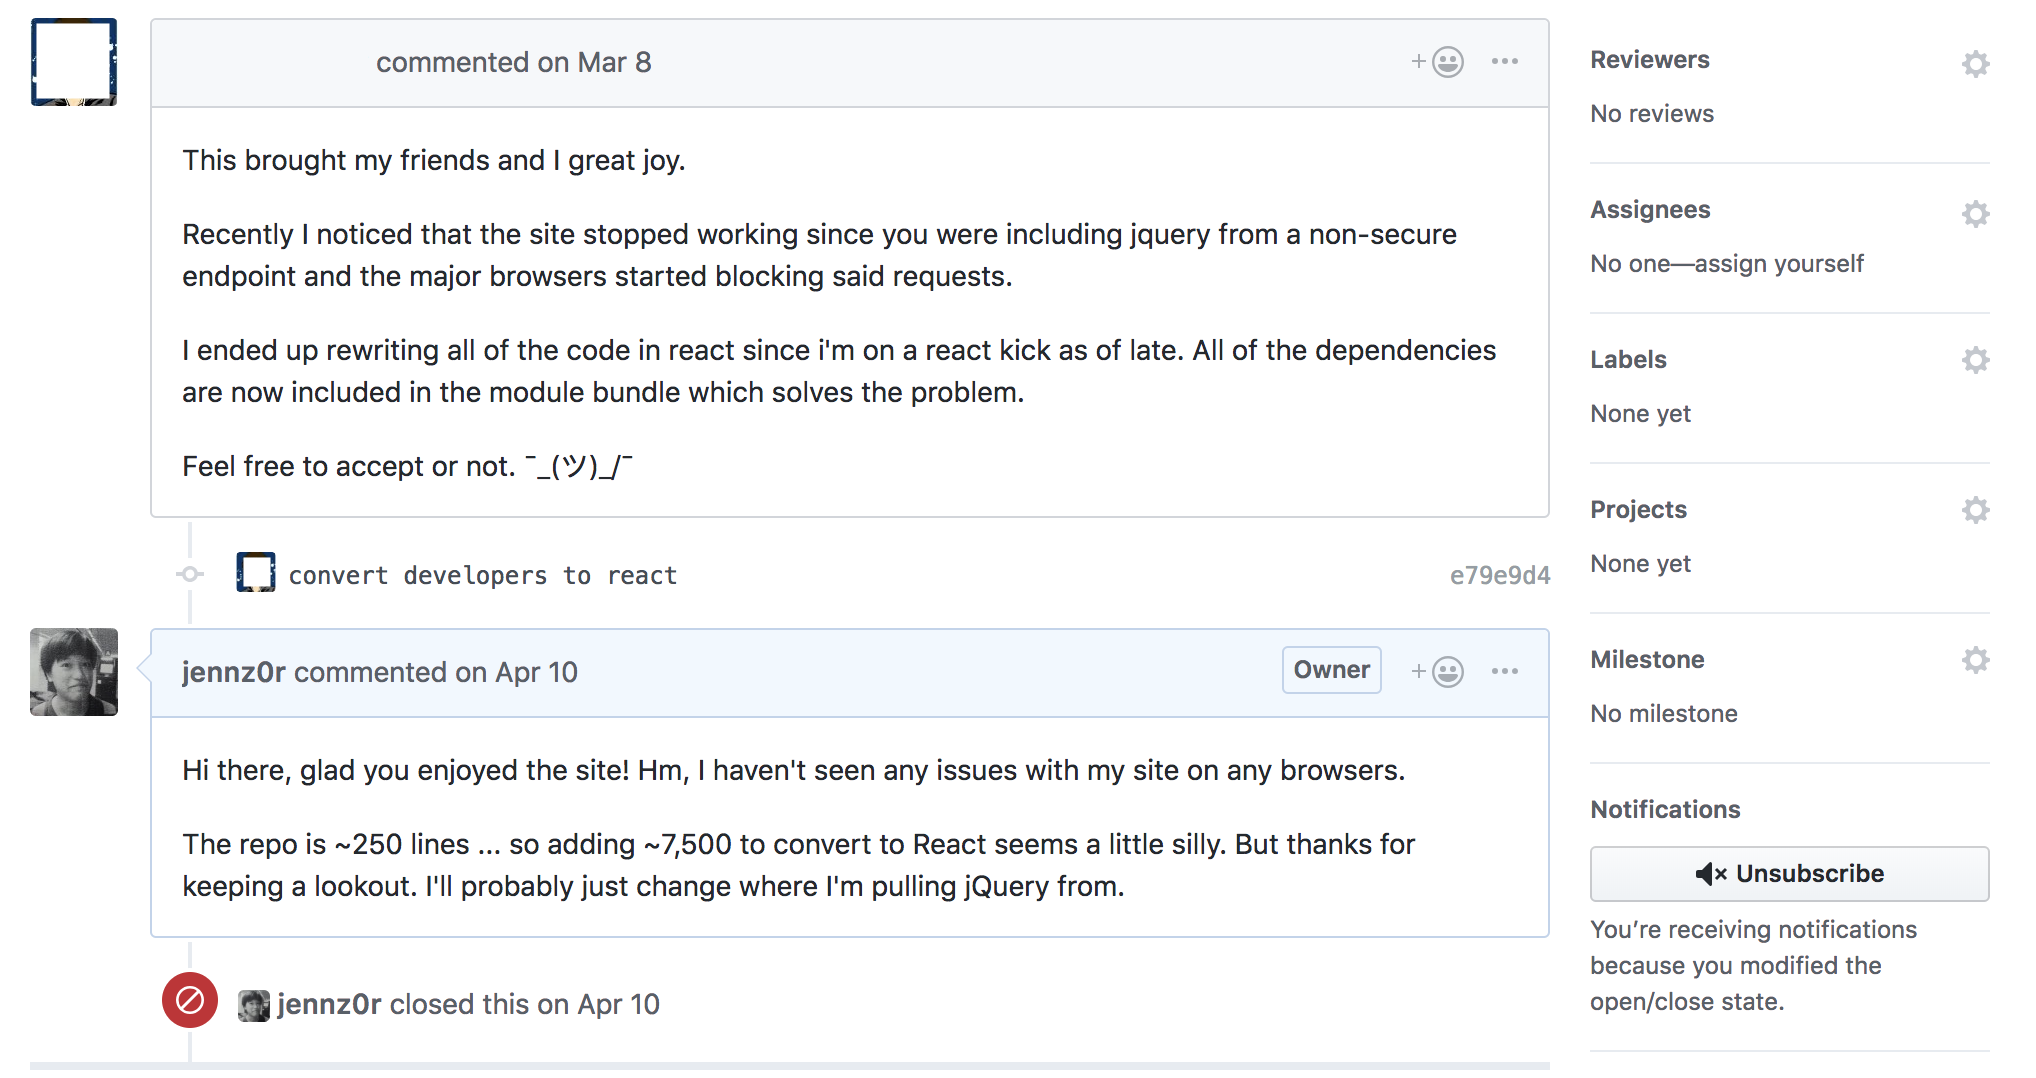 commented on Mar 8
This brought my friends and I great joy.
Recently I noticed that the site stopped working since you were including jquery from a non-secure
endpoint and the major browsers started blocking said requests.
I ended up rewriting all of the code in react since i'm on a react kick as of late. All of the dependencies
are now included in the module bundle which solves the problem.
Feel free to accept or not. ¯_(ツ)_/¯
convert developers to react e79e9d4
jennz0r commented on Apr 10 Owner
Hi there, glad you enjoyed the site! Hm, I haven't seen any issues with my site on any browsers.
The repo is ~250 lines ... so adding ~7,500 to convert to React seems a little silly. But thanks for
keeping a lookout. I'll probably just change where I'm pulling jQuery from.
jennz0r closed this on Apr 10
Reviewers
No reviews
Assignees
No one—assign yourself
Labels
None yet
Projects
None yet
Milestone
No milestone
Notifications
Unsubscribe
You’re receiving notifications
because you modified the
open/close state.